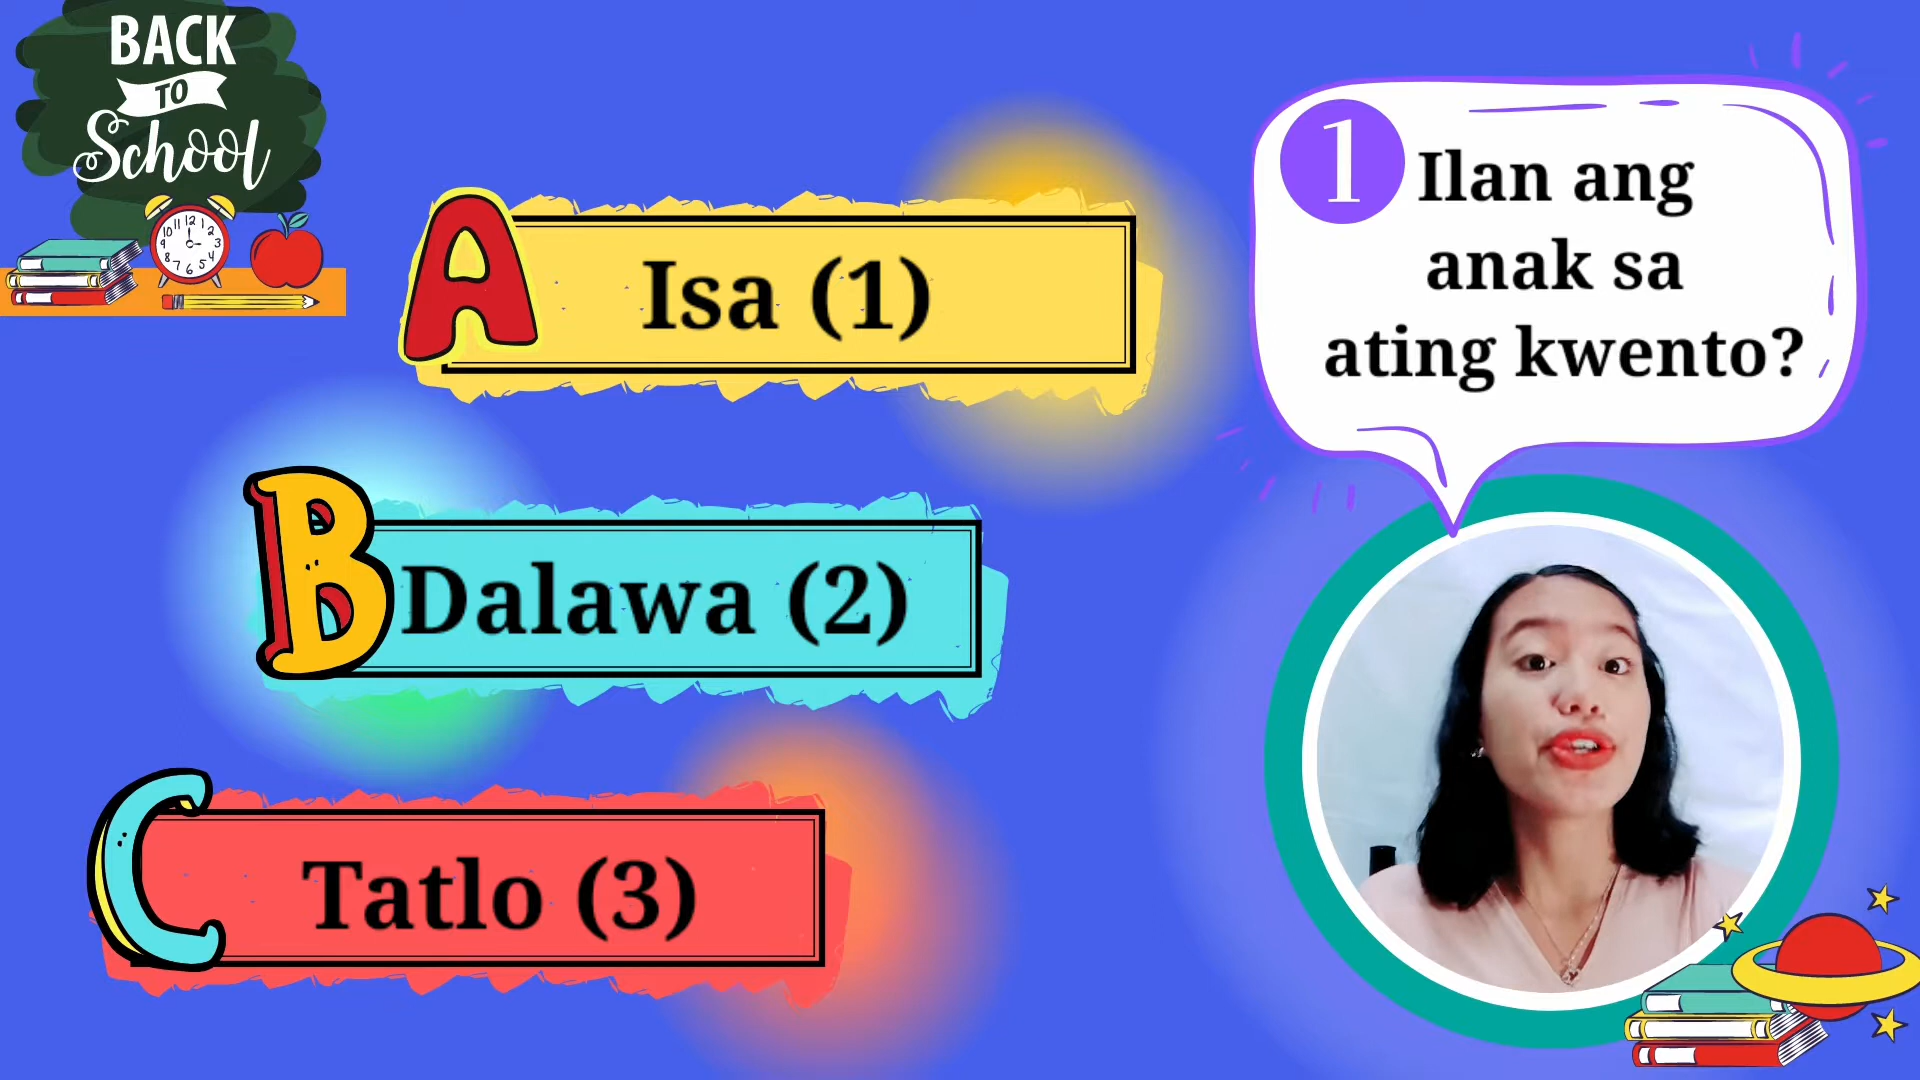 BACK
TO
School
A
Isa (1)
B
Dalawa (2)
C
Tatlo (3)
1
Ilan ang
anak sa
ating kwento?